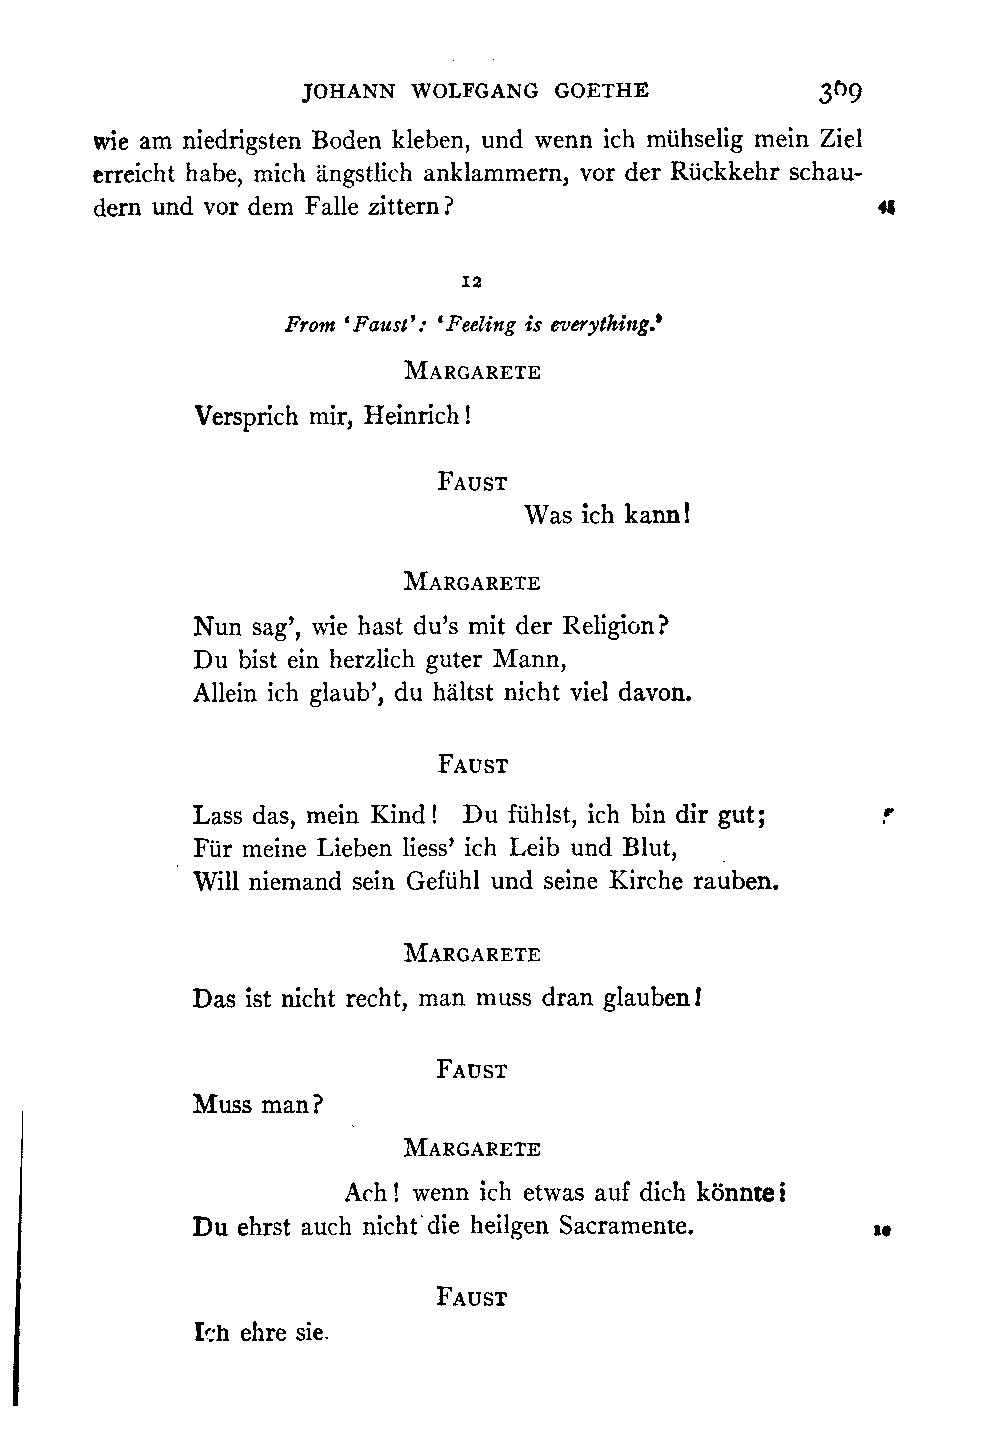 JOHANN WOLFGANG GOETHE 369
wie am niedrigsten Boden kleben, und wenn ich mühselig mein Ziel
erreicht habe, mich ängstlich anklammern, vor der Rückkehr schau-
dern und vor dem Falle zittern?
12
From ‘Faust’: ‘Feeling is everything.’
MARGARETE
Versprich mir, Heinrich!
FAUST
Was ich kann!
MARGARETE
Nun sag’, wie hast du’s mit der Religion?
Du bist ein herzlich guter Mann,
Allein ich glaub’, du hältst nicht viel davon.
FAUST
Lass das, mein Kind! Du fühlst, ich bin dir gut;
Für meine Lieben liess’ ich Leib und Blut,
Will niemand sein Gefühl und seine Kirche rauben.
MARGARETE
Das ist nicht recht, man muss dran glauben!
FAUST
Muss man?
MARGARETE
Ach! wenn ich etwas auf dich könnte!
Du ehrst auch nicht die heilgen Sacramente. 10
FAUST
Ich ehre sie.